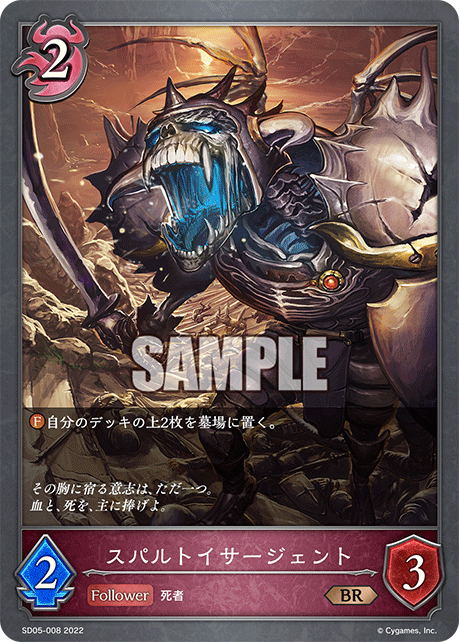 2
SAMPLE
F 自分のデッキの上2枚を墓場に置く。
その胸に宿る意志は、ただ一つ。
血と、死を、主に捧げよ。
スパルトイサージェント
2
Follower 死者
BR
3
SD05-008 2022
© Cygames, Inc.